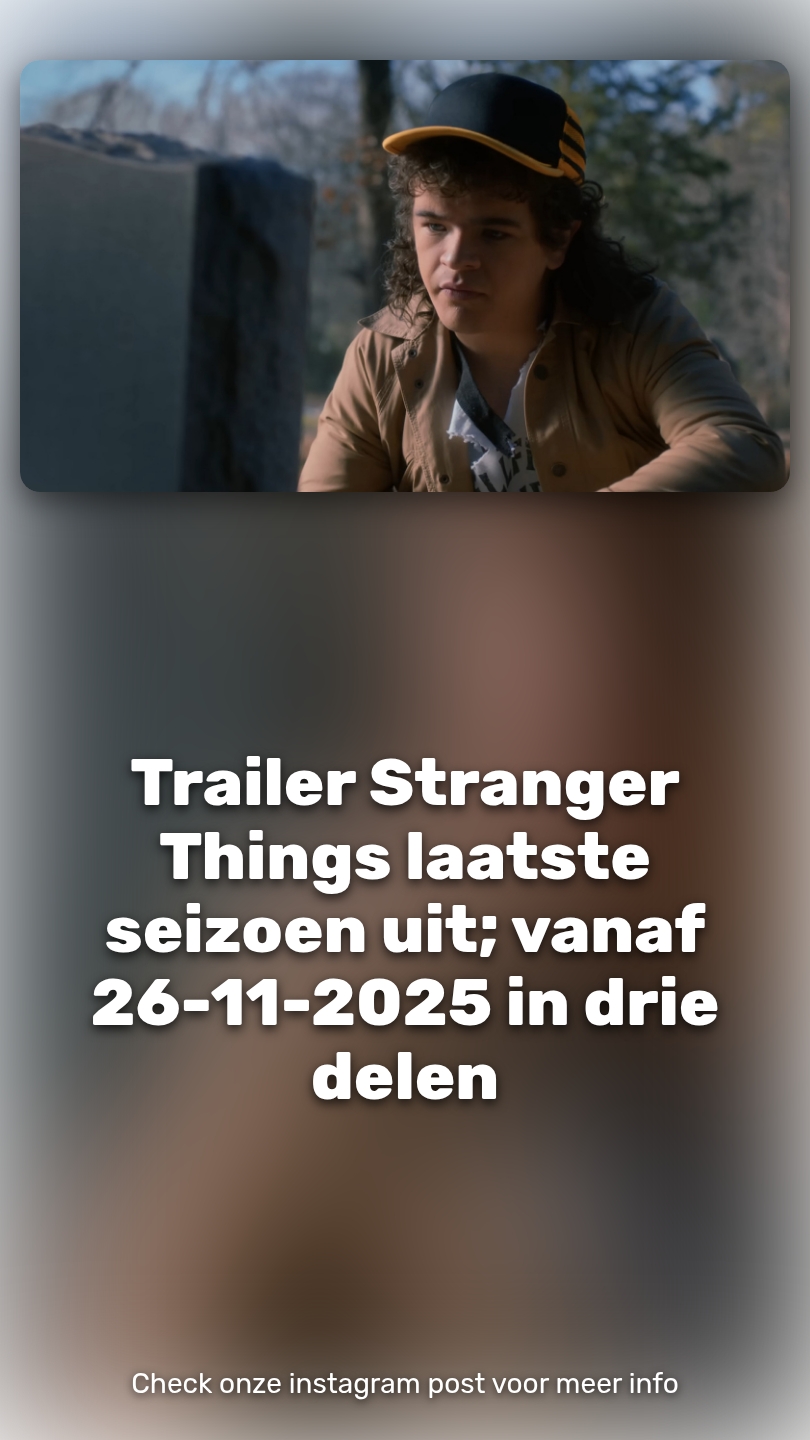 Trailer Stranger
Things laatste
seizoen uit; vanaf
26-11-2025 in drie
delen
Check onze instagram post voor meer info